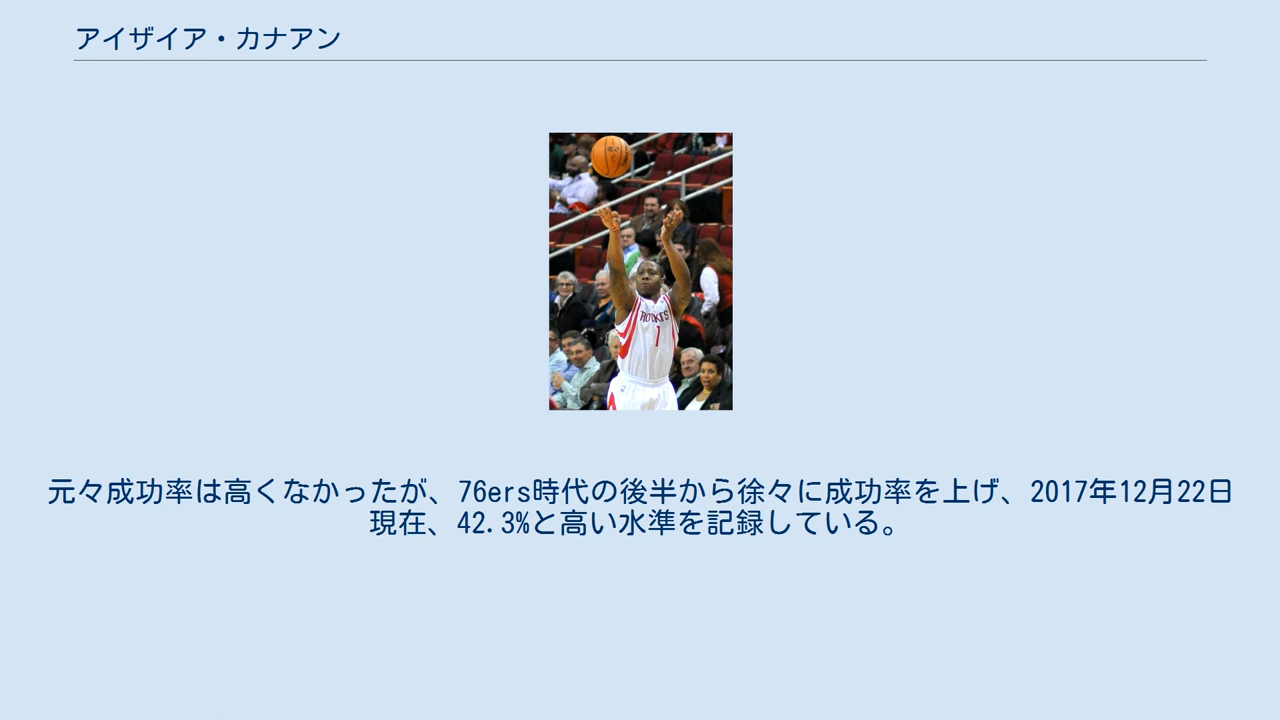 アイザイア・カナアン
ROCKETS
1
元々成功率は高くなかったが、76ers時代の後半から徐々に成功率を上げ、2017年12月22日
現在、42.3%と高い水準を記録している。